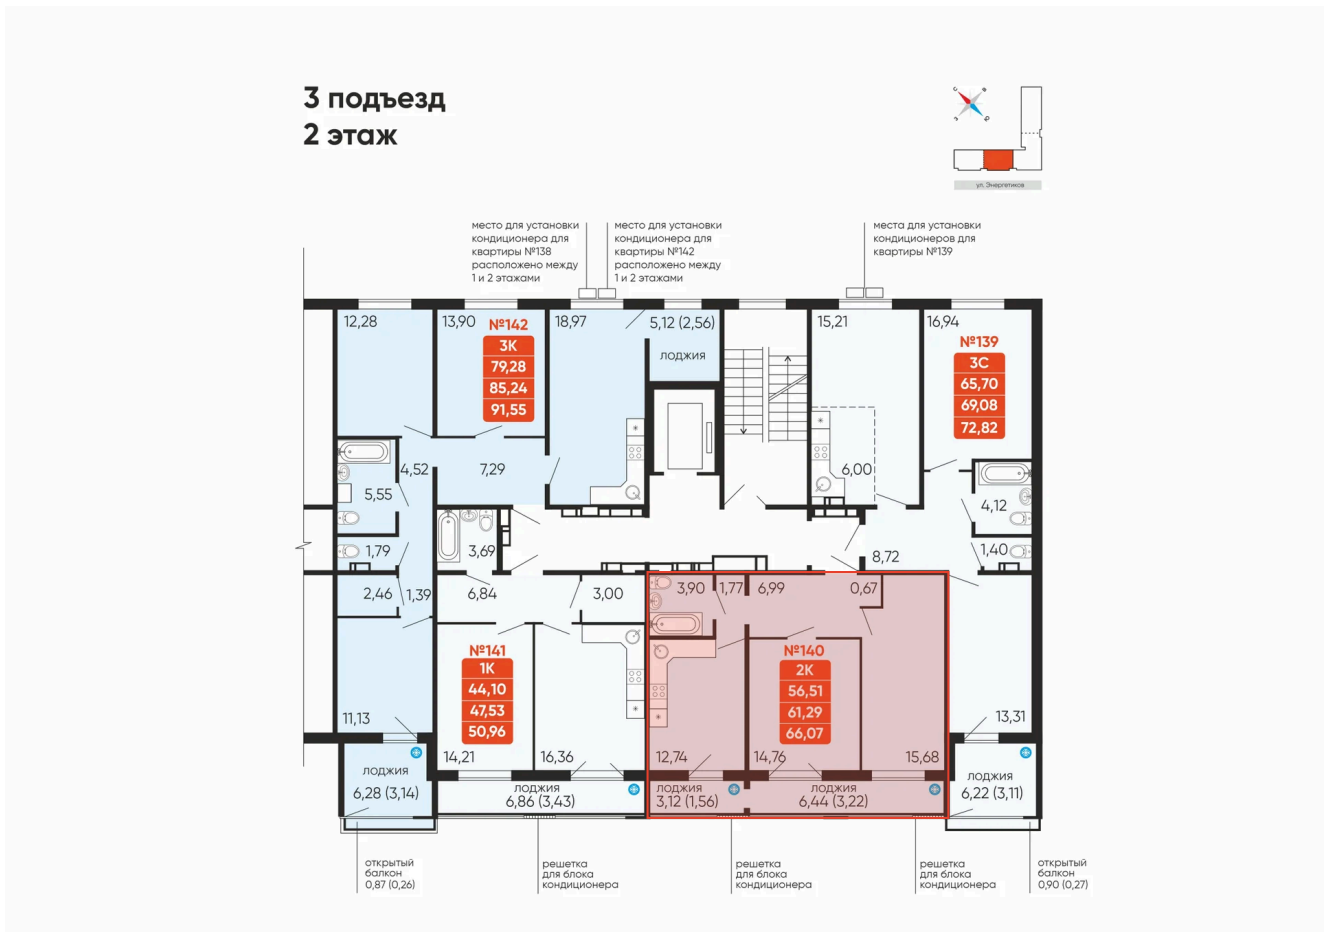 3 подъезд
2 этаж
С
В
З
Ю
ул. Энергетиков
место для установки
кондиционера для
квартиры №138
расположено между
1 и 2 этажами
место для установки
кондиционера для
квартиры №142
расположено между
1 и 2 этажами
места для установки
кондиционеров для
квартиры №139
12,28
13,90
№142
3К
79,28
85,24
91,55
18,97
5,12 (2,56)
лоджия
15,21
16,94
№139
3С
65,70
69,08
72,82
4,52
7,29
5,55
6,00
4,12
1,79
3,69
8,72
1,40
2,46
1,39
6,84
3,00
3,90
1,77
6,99
0,67
№141
1К
44,10
47,53
50,96
№140
2К
56,51
61,29
66,07
11,13
14,21
16,36
12,74
14,76
15,68
13,31
лоджия
6,28 (3,14)
лоджия
6,86 (3,43)
лоджия
3,12 (1,56)
лоджия
6,44 (3,22)
лоджия
6,22 (3,11)
открытый
балкон
0,87 (0,26)
решетка
для блока
кондиционера
решетка
для блока
кондиционера
решетка
для блока
кондиционера
открытый
балкон
0,90 (0,27)